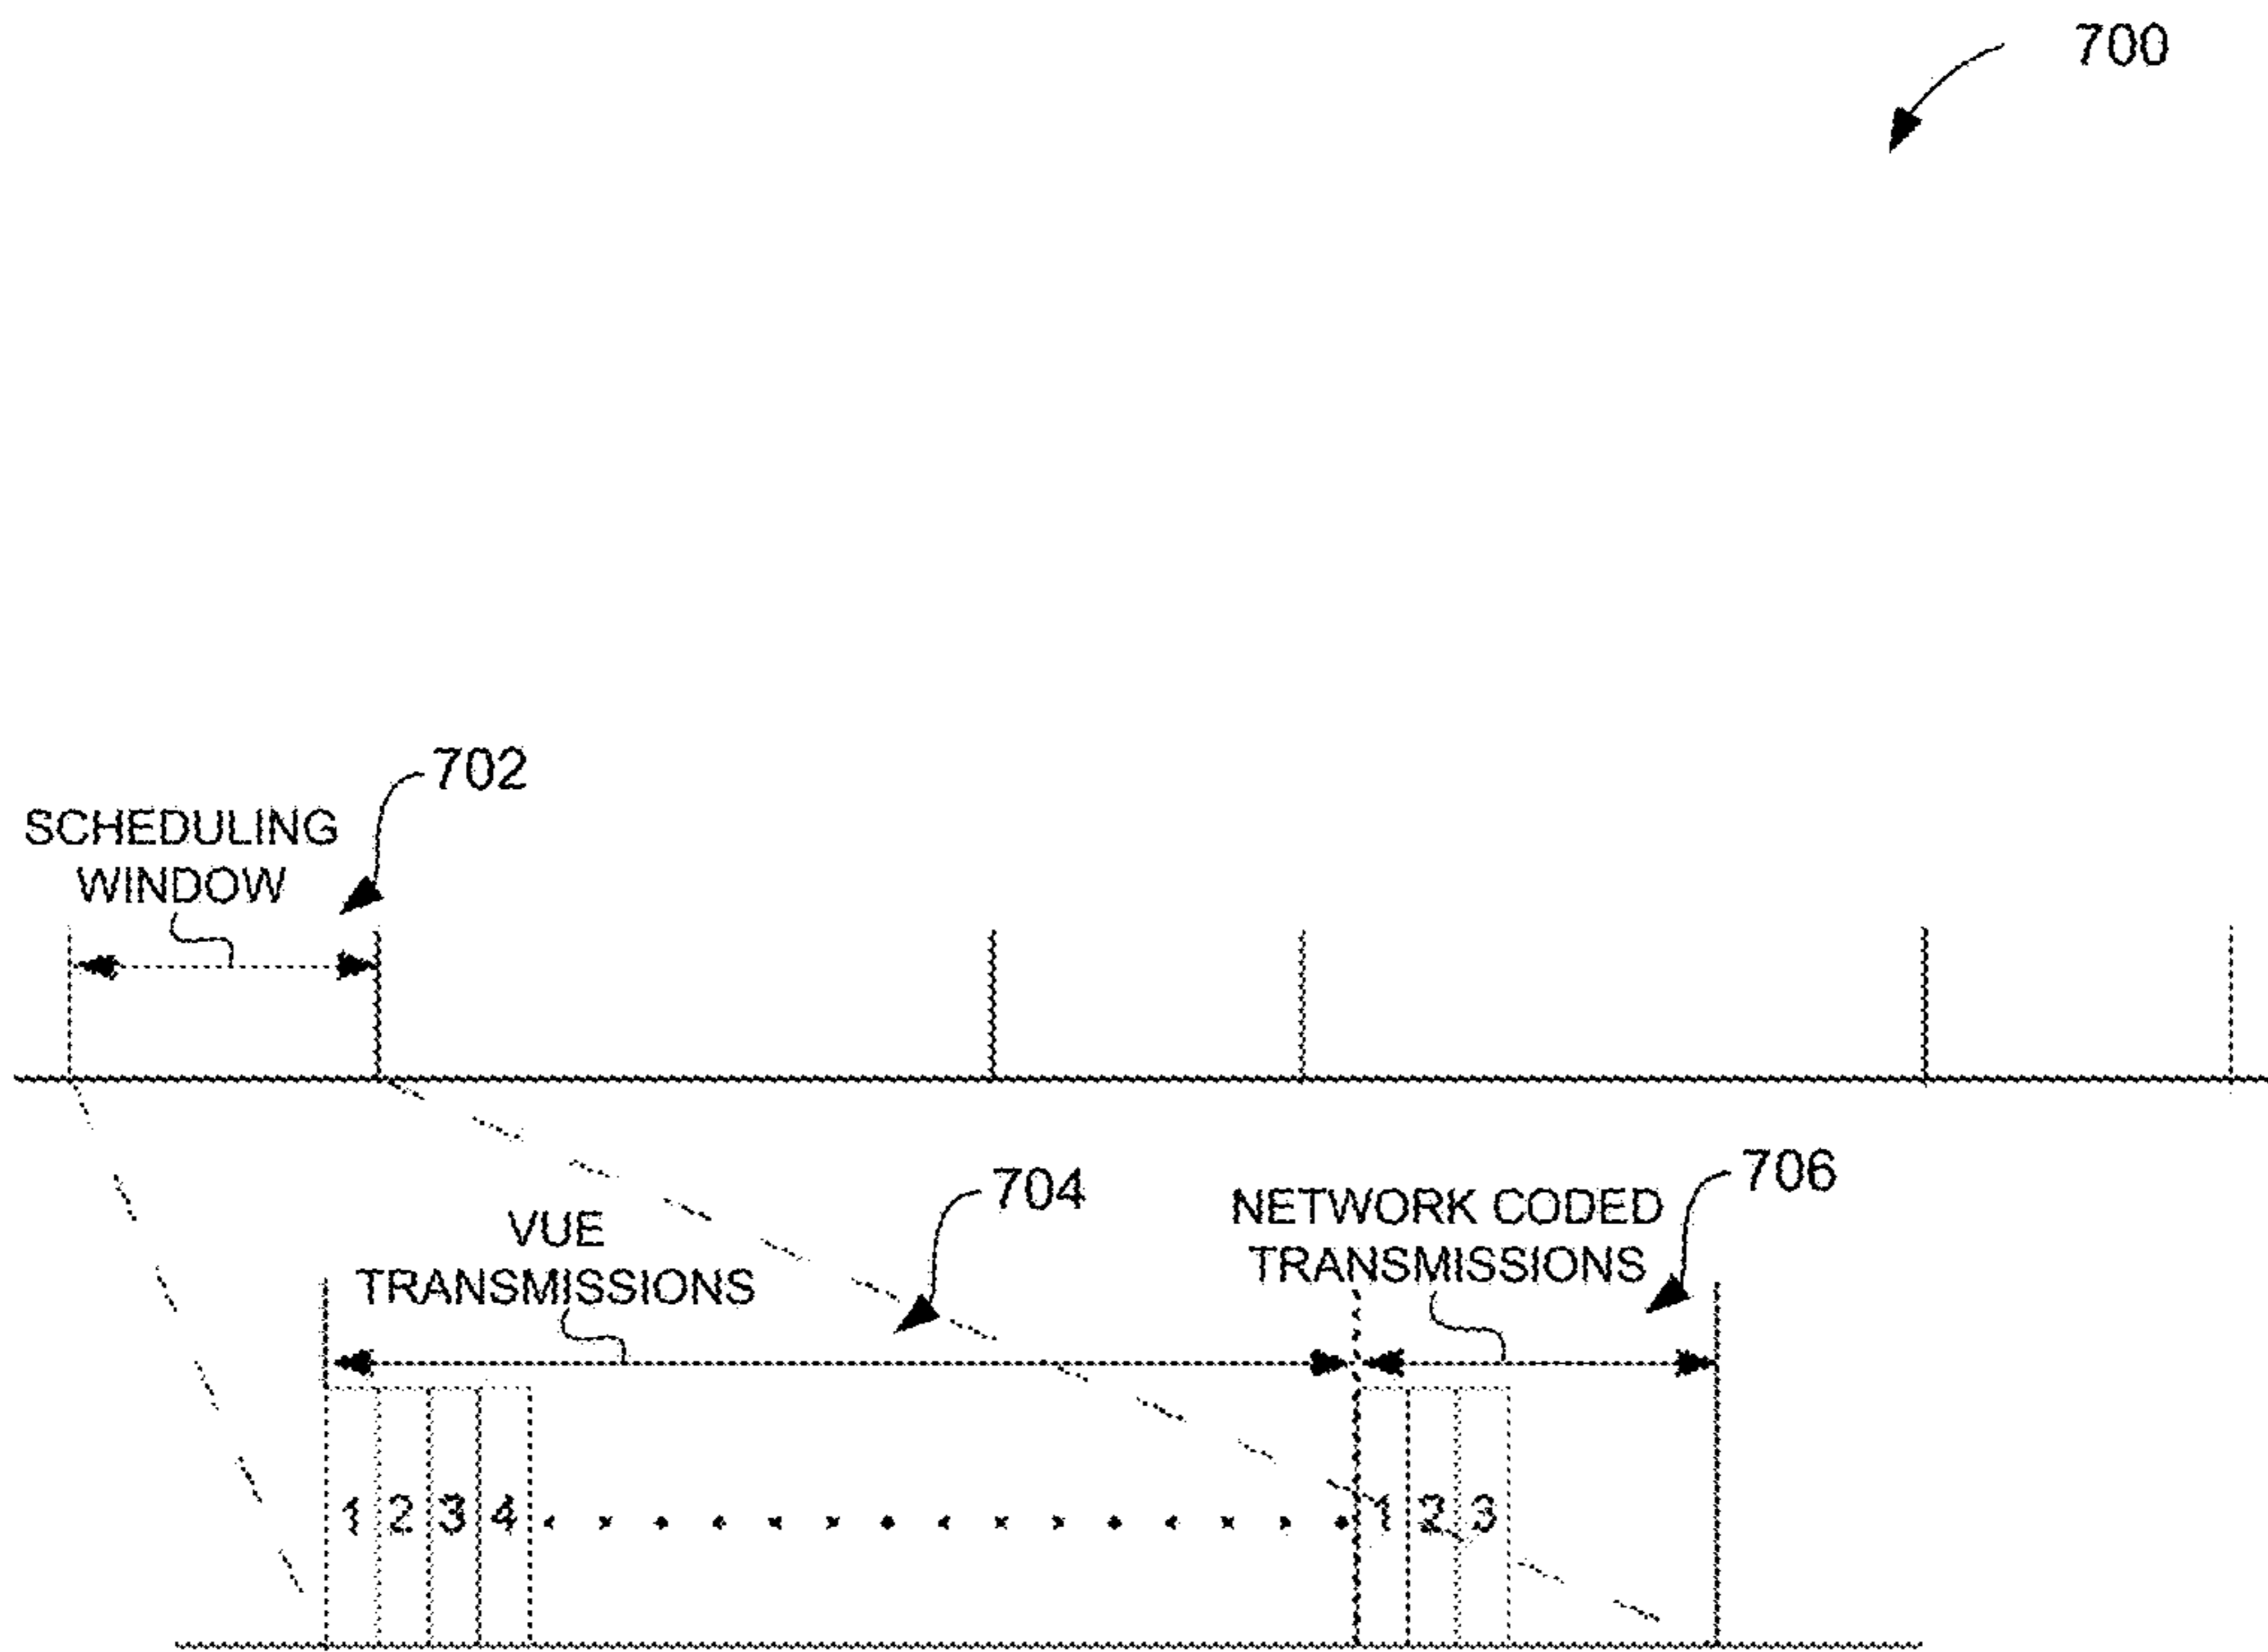 700
702
SCHEDULING
WINDOW
704
706
VUE
TRANSMISSIONS
NETWORK CODED
TRANSMISSIONS
1 2 3 4
1 2 3